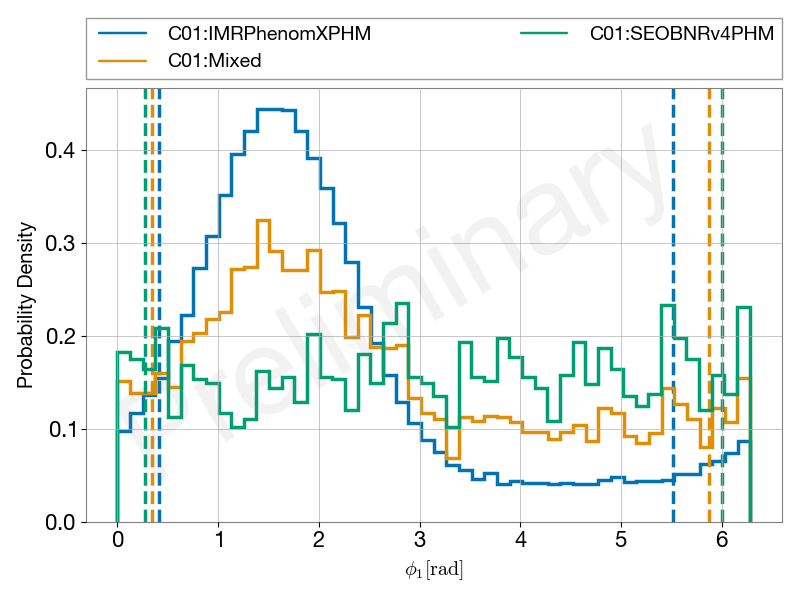 C01:IMRPhenomXPHM
C01:SEOBNRv4PHM
C01:Mixed
Preliminary
Probability Density
0.4
0.3
0.2
0.1
0.0
0 1 2 3 4 5 6
ϕ₁[rad]